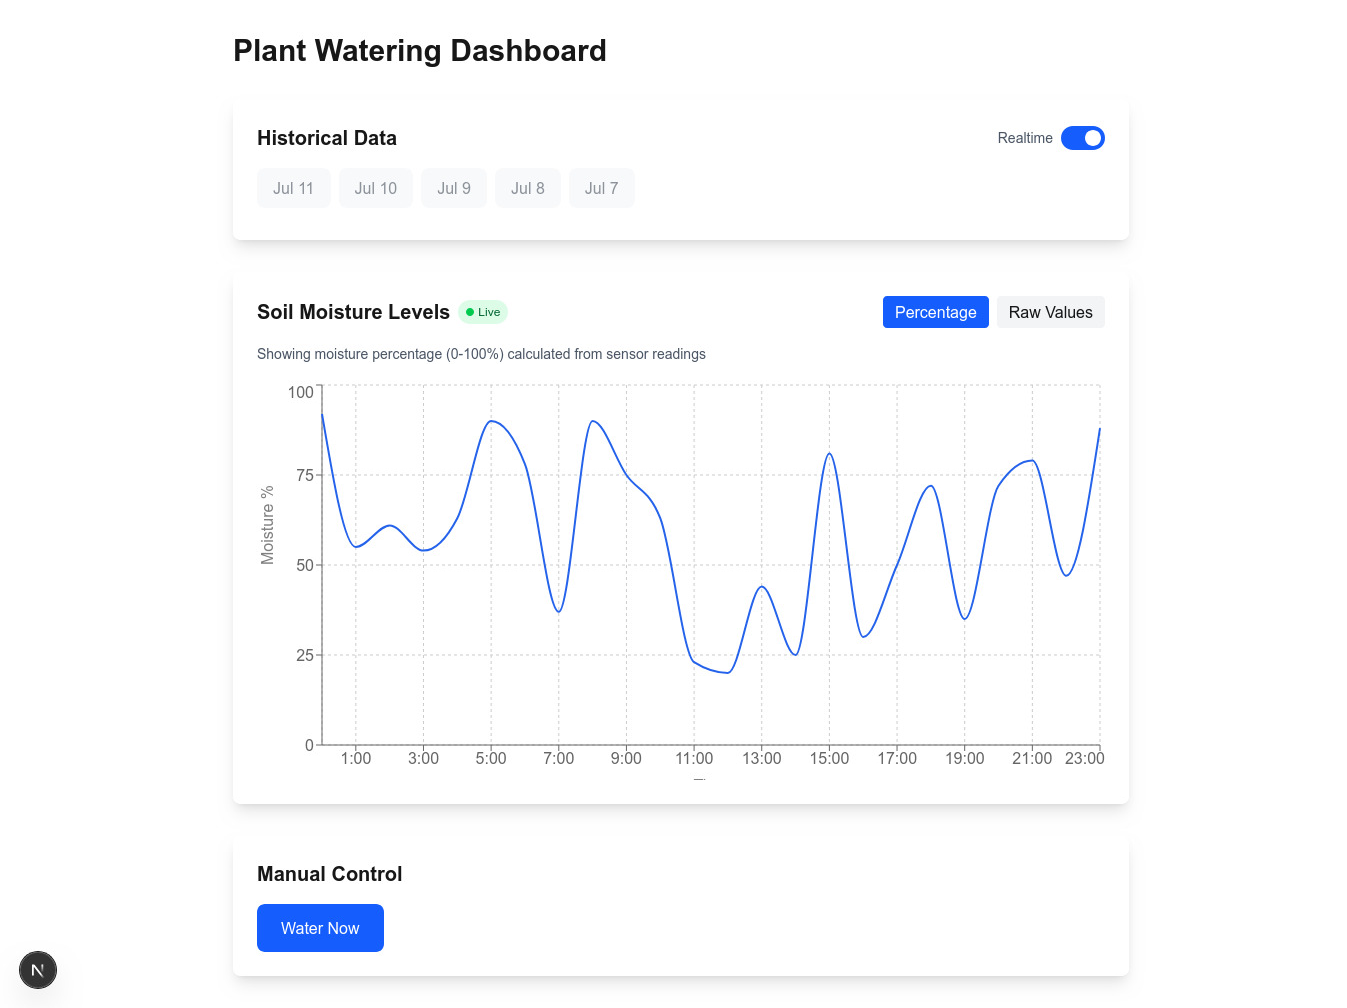 Plant Watering Dashboard
Historical Data
Realtime
Jul 11 Jul 10 Jul 9 Jul 8 Jul 7
Soil Moisture Levels Live
Percentage Raw Values
Showing moisture percentage (0-100%) calculated from sensor readings
100
75
50
25
0
Moisture %
1:00 3:00 5:00 7:00 9:00 11:00 13:00 15:00 17:00 19:00 21:00 23:00
Manual Control
Water Now
N